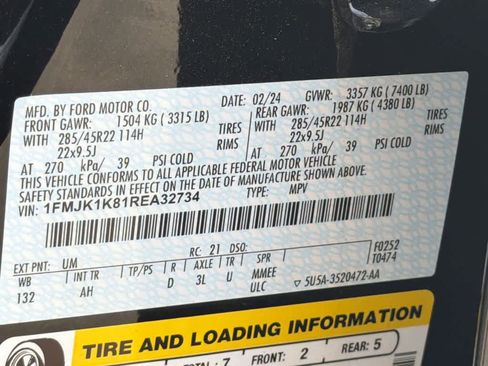 MFD. BY FORD MOTOR CO.
DATE: 02/24 GVWR: 3357 KG (7400 LB)
FRONT GAWR: 1504 KG (3315 LB) REAR GAWR: 1987 KG (4380 LB)
WITH 285/45R22 114H TIRES WITH 285/45R22 114H TIRES
22x9.5J RIMS 22x9.5J RIMS
AT 270 kPa/ 39 PSI COLD AT 270 kPa/ 39 PSI COLD
THIS VEHICLE CONFORMS TO ALL APPLICABLE FEDERAL MOTOR VEHICLE
SAFETY STANDARDS IN EFFECT ON THE DATE OF MANUFACTURE SHOWN ABOVE.
VIN: 1FMJK1K81REA32734 TYPE: MPV
F0252
T0474
EXT PNT: UM RC: 21 DSO:
WB INT TR TP/PS R AXLE TR SPR
132 AH D 3L U MMEE
ULC 5U5A-3520472-AA
TIRE AND LOADING INFORMATION
7 FRONT: 2 REAR: 5